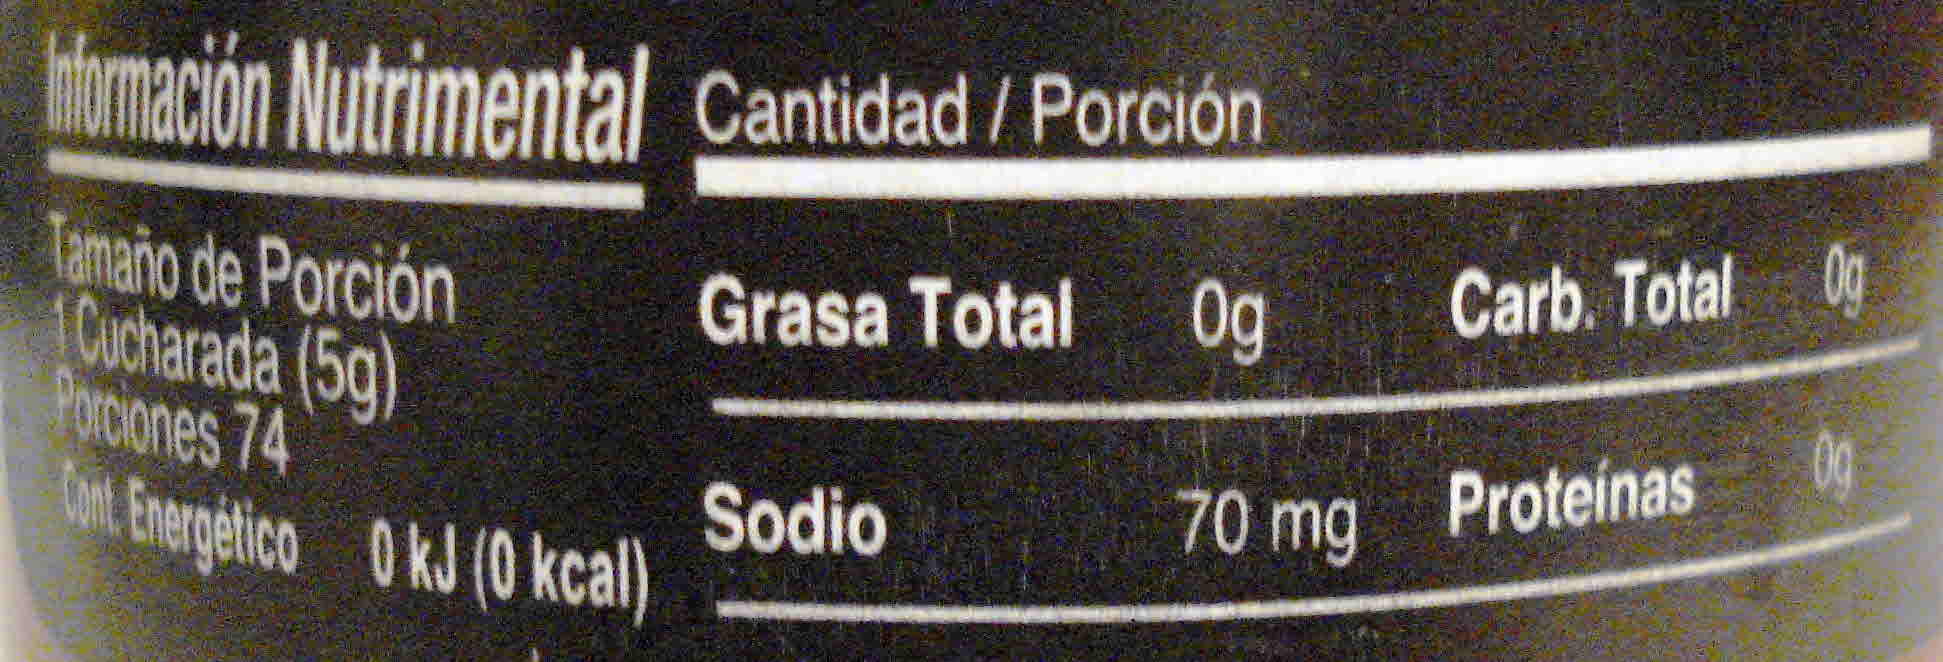 Información Nutrimental
Tamaño de Porción
1 Cucharada (5g)
Porciones 74
Cont. Energético 0 kJ (0 kcal)
Cantidad / Porción
Grasa Total 0g Carb. Total 0g
Sodio 70 mg Proteínas 0g